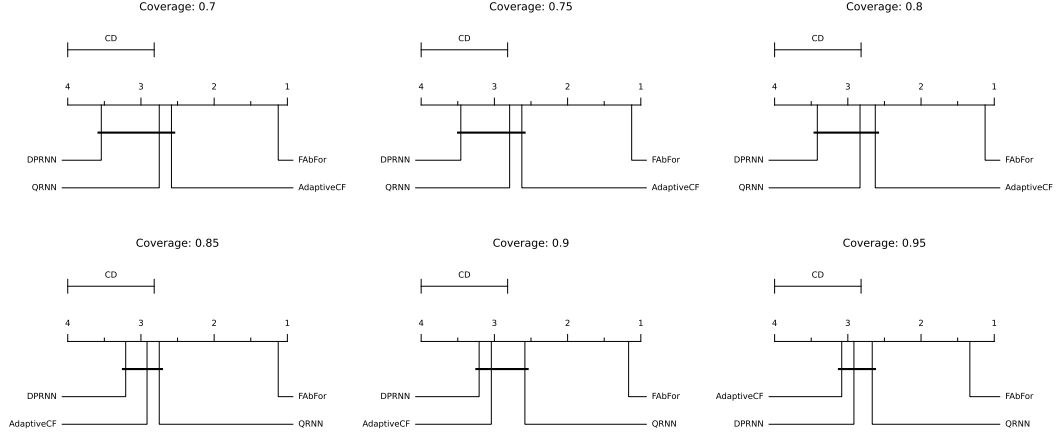 Coverage: 0.7
CD
4 3 2 1
DPRNN FAbFor
QRNN AdaptiveCF
Coverage: 0.75
CD
4 3 2 1
DPRNN FAbFor
QRNN AdaptiveCF
Coverage: 0.8
CD
4 3 2 1
DPRNN FAbFor
QRNN AdaptiveCF
Coverage: 0.85
CD
4 3 2 1
DPRNN FAbFor
AdaptiveCF QRNN
Coverage: 0.9
CD
4 3 2 1
DPRNN FAbFor
AdaptiveCF QRNN
Coverage: 0.95
CD
4 3 2 1
AdaptiveCF FAbFor
DPRNN QRNN